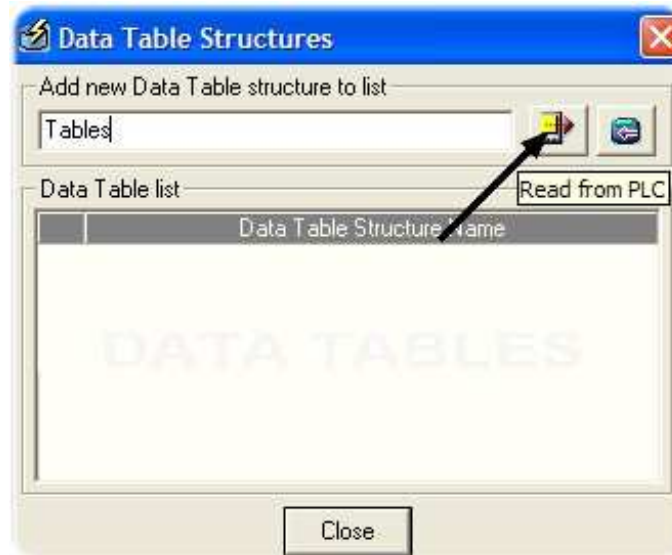 Data Table Structures
Add new Data Table structure to list
Tables
Data Table list
Read from PLC
Data Table Structure Name
DATA TABLES
Close